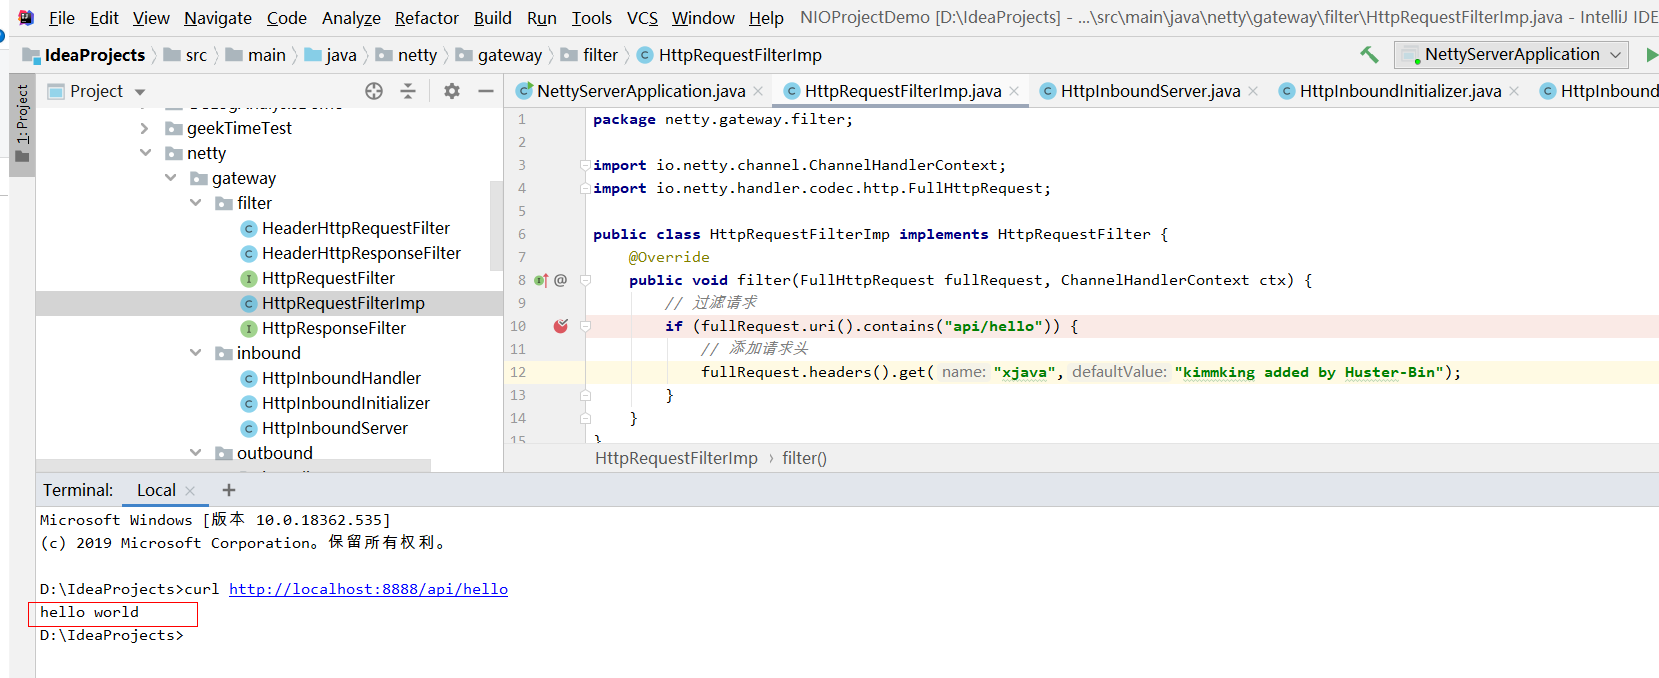 File Edit View Navigate Code Analyze Refactor Build Run Tools VCS Window Help NIOProjectDemo [D:\IdeaProjects] - ...\src\main\java\netty\gateway\filter\HttpRequestFilterImp.java - IntelliJ IDE
IdeaProjects src main java netty gateway filter HttpRequestFilterImp NettyServerApplication
1: Project
Project
NettyServerApplication.java HttpRequestFilterImp.java HttpInboundServer.java HttpInboundInitializer.java HttpInbound
geekTimeTest
netty
gateway
filter
HeaderHttpRequestFilter
HeaderHttpResponseFilter
HttpRequestFilter
HttpRequestFilterImp
HttpResponseFilter
inbound
HttpInboundHandler
HttpInboundInitializer
HttpInboundServer
outbound
1 package netty.gateway.filter;
2
3 import io.netty.channel.ChannelHandlerContext;
4 import io.netty.handler.codec.http.FullHttpRequest;
5
6 public class HttpRequestFilterImp implements HttpRequestFilter {
7 @Override
8 public void filter(FullHttpRequest fullRequest, ChannelHandlerContext ctx) {
9 // 过滤请求
10 if (fullRequest.uri().contains("api/hello")) {
11 // 添加请求头
12 fullRequest.headers().get( name: "xjava", defaultValue: "kimmking added by Huster-Bin");
13 }
14 }
15 }
HttpRequestFilterImp › filter()
Terminal: Local +
Microsoft Windows [版本 10.0.18362.535]
(c) 2019 Microsoft Corporation。保留所有权利。
D:\IdeaProjects>curl http://localhost:8888/api/hello
hello world
D:\IdeaProjects>